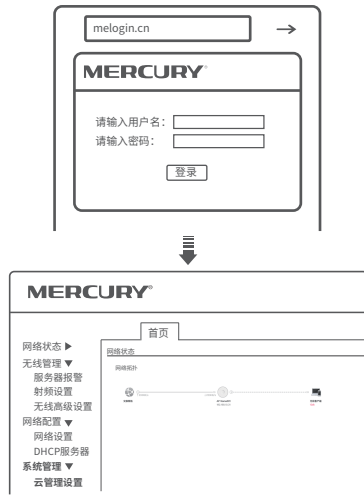 melogin.cn
MERCURY®
请输入用户名：
请输入密码：
登录
MERCURY®
首页
网络状态 ▶
网络状态
网络拓扑
无线管理 ▼
服务器报警
射频设置
无线高级设置
网络配置 ▼
网络设置
DHCP服务器
系统管理 ▼
云管理设置